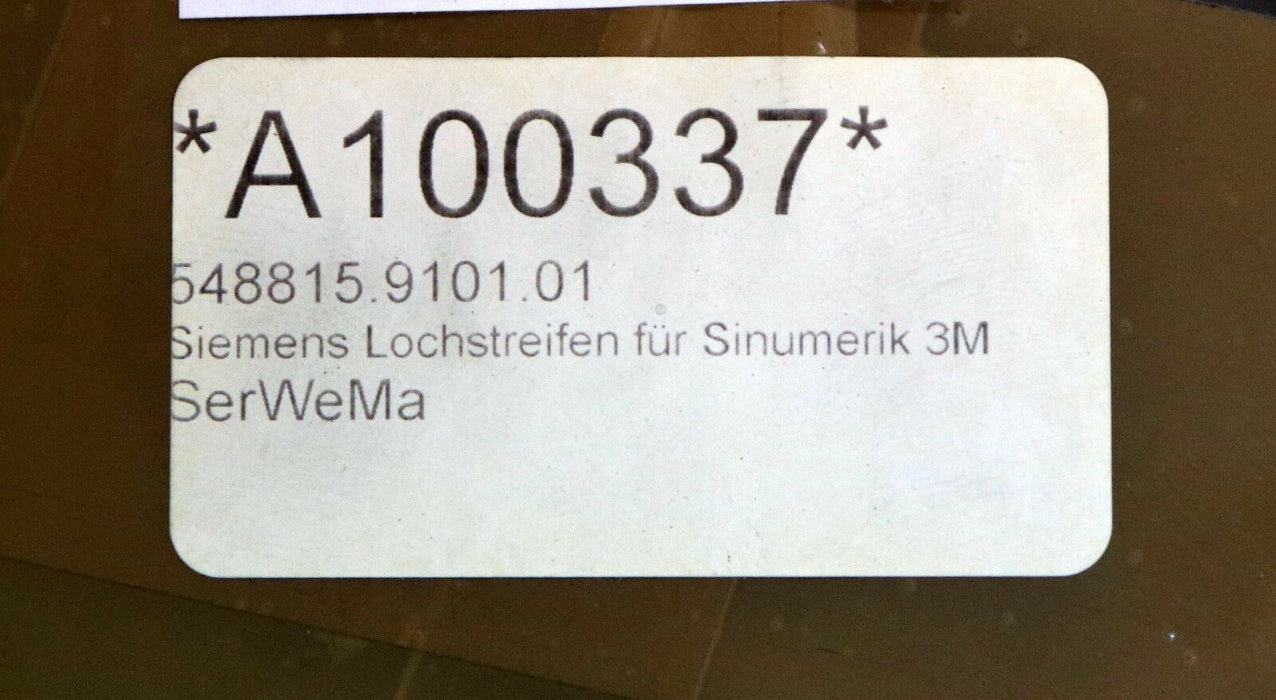 *A100337*
548815.9101.01
Siemens Lochstreifen für Sinumerik 3M
SerWeMa